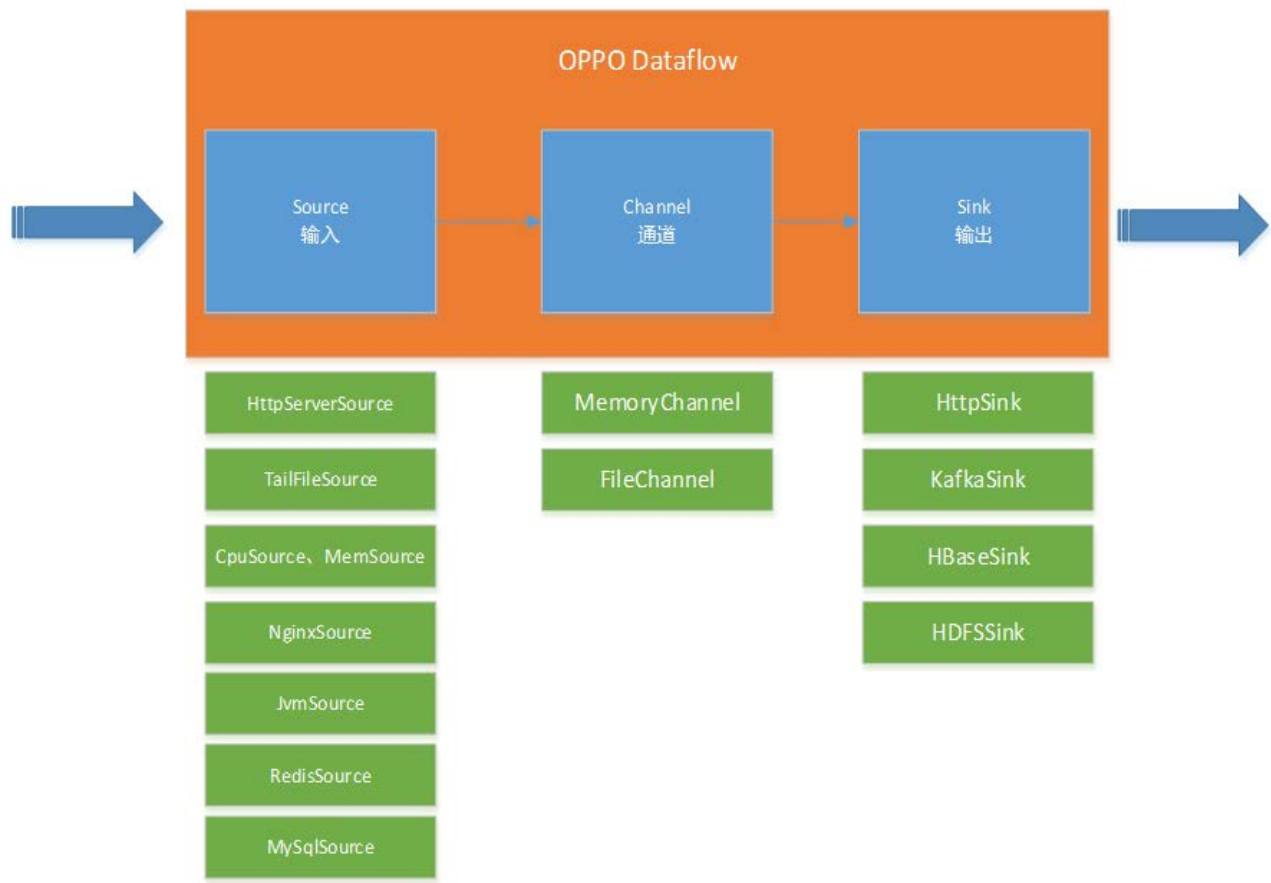 OPPO Dataflow
Source
输入
Channel
通道
Sink
输出
HttpServerSource
TailFileSource
CpuSource、MemSource
NginxSource
JvmSource
RedisSource
MySqlSource
MemoryChannel
FileChannel
HttpSink
KafkaSink
HBaseSink
HDFSSink